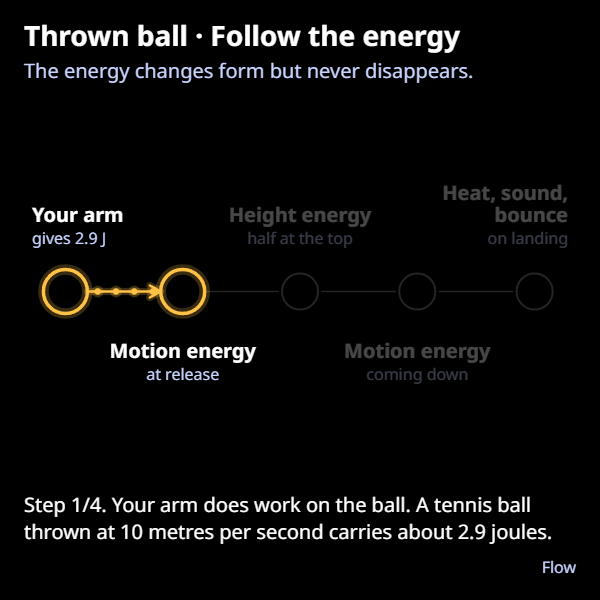 Thrown ball · Follow the energy
The energy changes form but never disappears.
Heat, sound,
bounce
on landing
Your arm
gives 2.9 J
Height energy
half at the top
Motion energy
at release
Motion energy
coming down
Step 1/4. Your arm does work on the ball. A tennis ball
thrown at 10 metres per second carries about 2.9 joules.
Flow